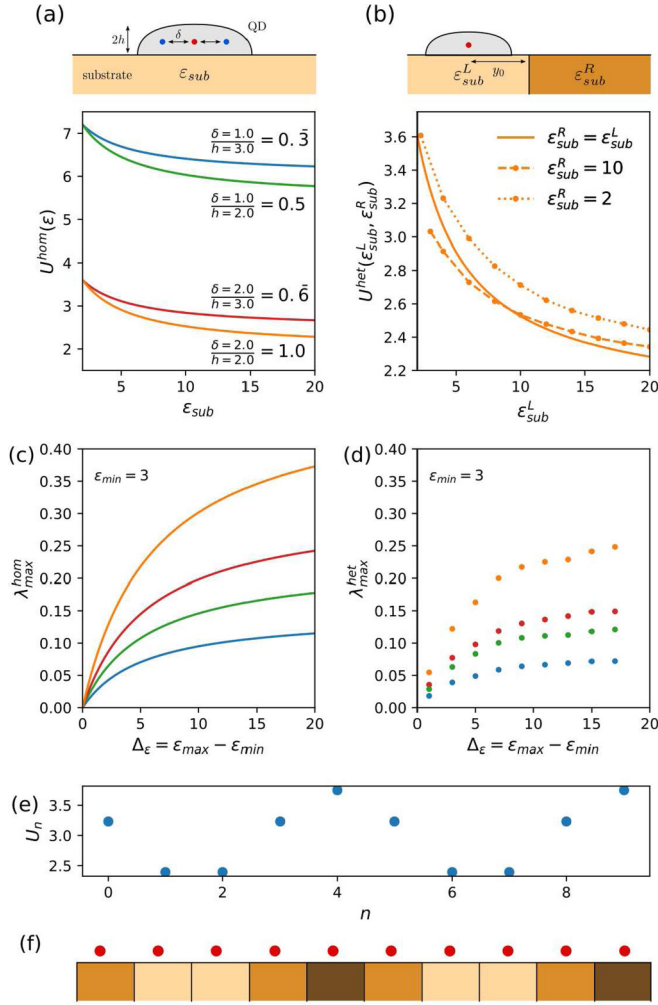 (a)
QD
2h
δ
substrate
ε_sub
(b)
y₀
ε^L_sub
ε^R_sub
7
6
5
4
3
2
U^hom(ε)
δ = 1.0 / h = 3.0 = 0.3̄
δ = 1.0 / h = 2.0 = 0.5
δ = 2.0 / h = 3.0 = 0.6̄
δ = 2.0 / h = 2.0 = 1.0
5 10 15 20
ε_sub
3.6
3.4
3.2
3.0
2.8
2.6
2.4
2.2
U^het(ε^L_sub, ε^R_sub)
ε^R_sub = ε^L_sub
ε^R_sub = 10
ε^R_sub = 2
5 10 15 20
ε^L_sub
(c)
ε_min = 3
0.40
0.35
0.30
0.25
0.20
0.15
0.10
0.05
0.00
λ^hom_max
0 5 10 15 20
Δ_ε = ε_max − ε_min
(d)
ε_min = 3
0.40
0.35
0.30
0.25
0.20
0.15
0.10
0.05
0.00
λ^het_max
0 5 10 15 20
Δ_ε = ε_max − ε_min
(e)
3.5
3.0
2.5
U_n
0 2 4 6 8
n
(f)